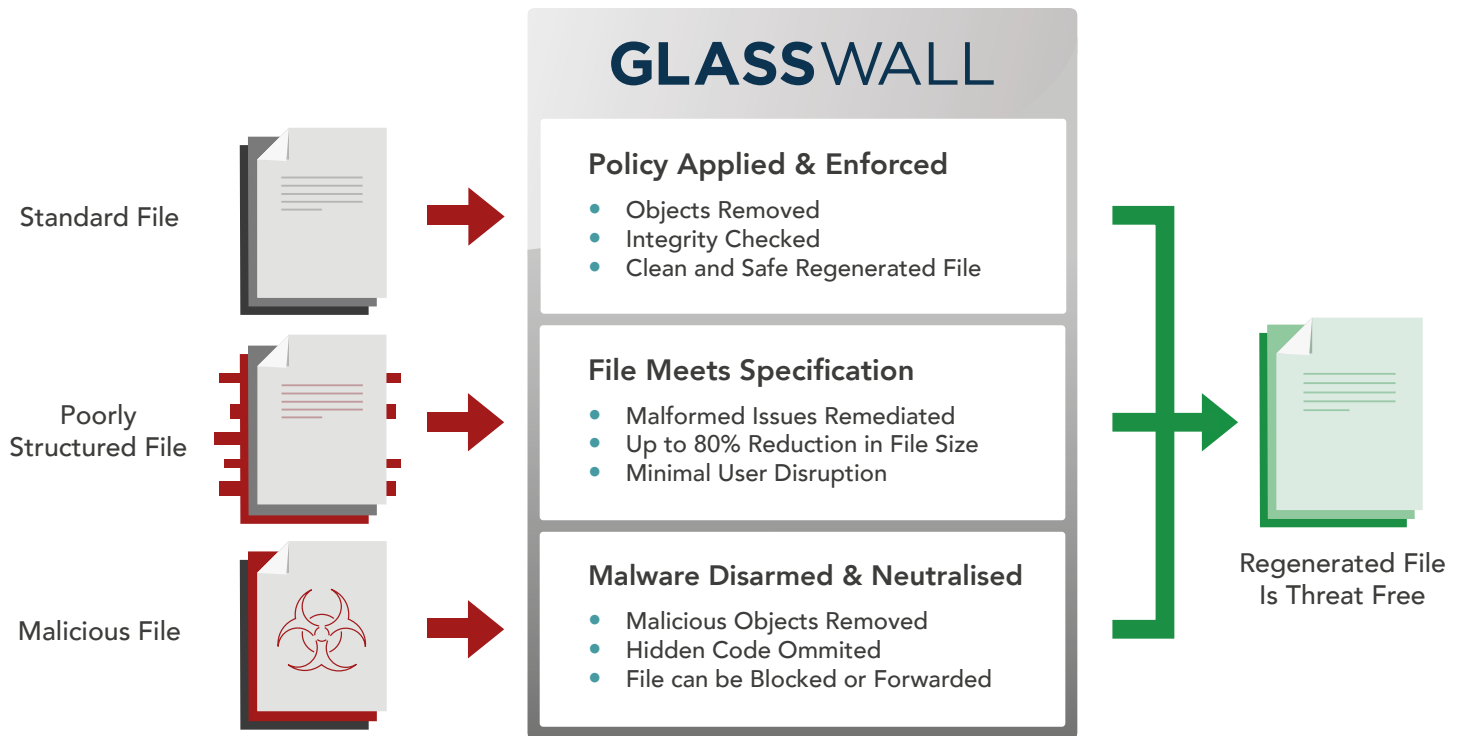 GLASSWALL
Standard File
Policy Applied & Enforced
Objects Removed
Integrity Checked
Clean and Safe Regenerated File
Poorly
Structured File
File Meets Specification
Malformed Issues Remediated
Up to 80% Reduction in File Size
Minimal User Disruption
Malicious File
Malware Disarmed & Neutralised
Malicious Objects Removed
Hidden Code Ommited
File can be Blocked or Forwarded
Regenerated File
Is Threat Free